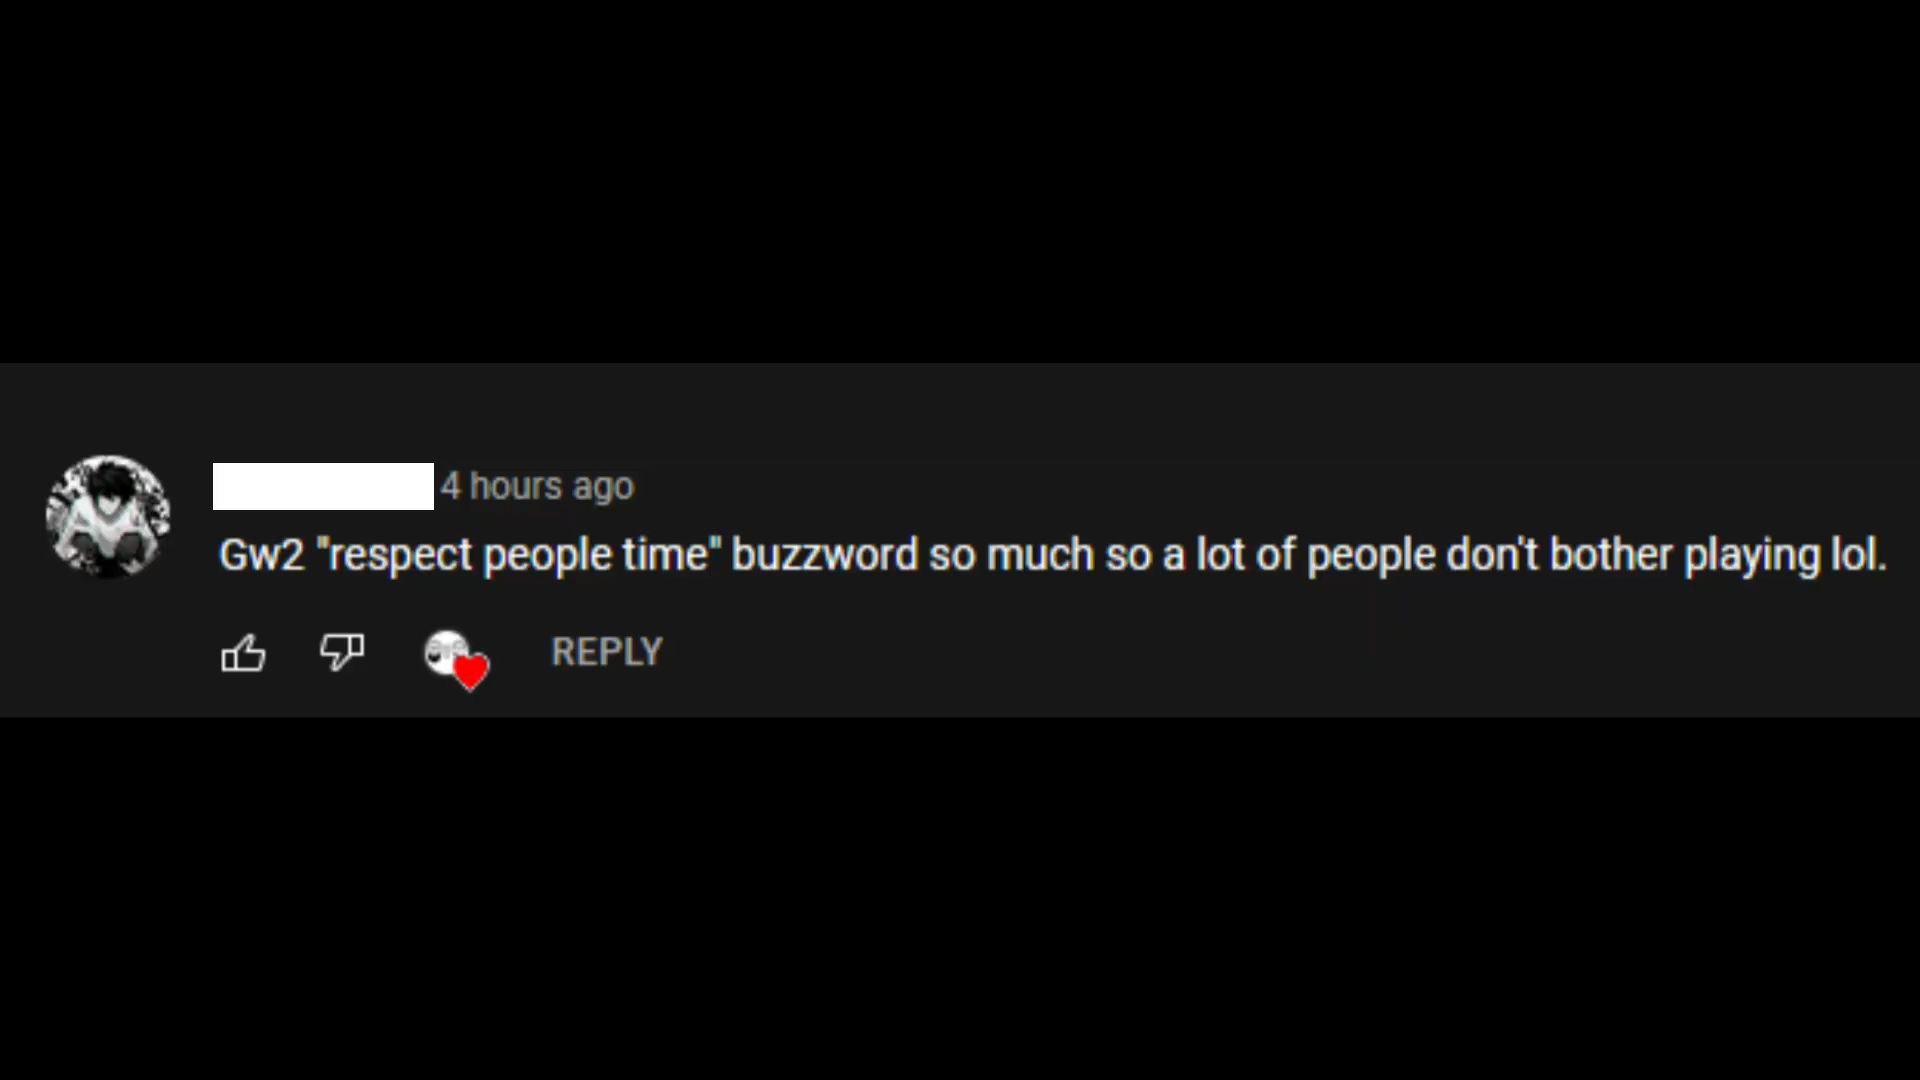 4 hours ago
Gw2 "respect people time" buzzword so much so a lot of people don't bother playing lol.
REPLY